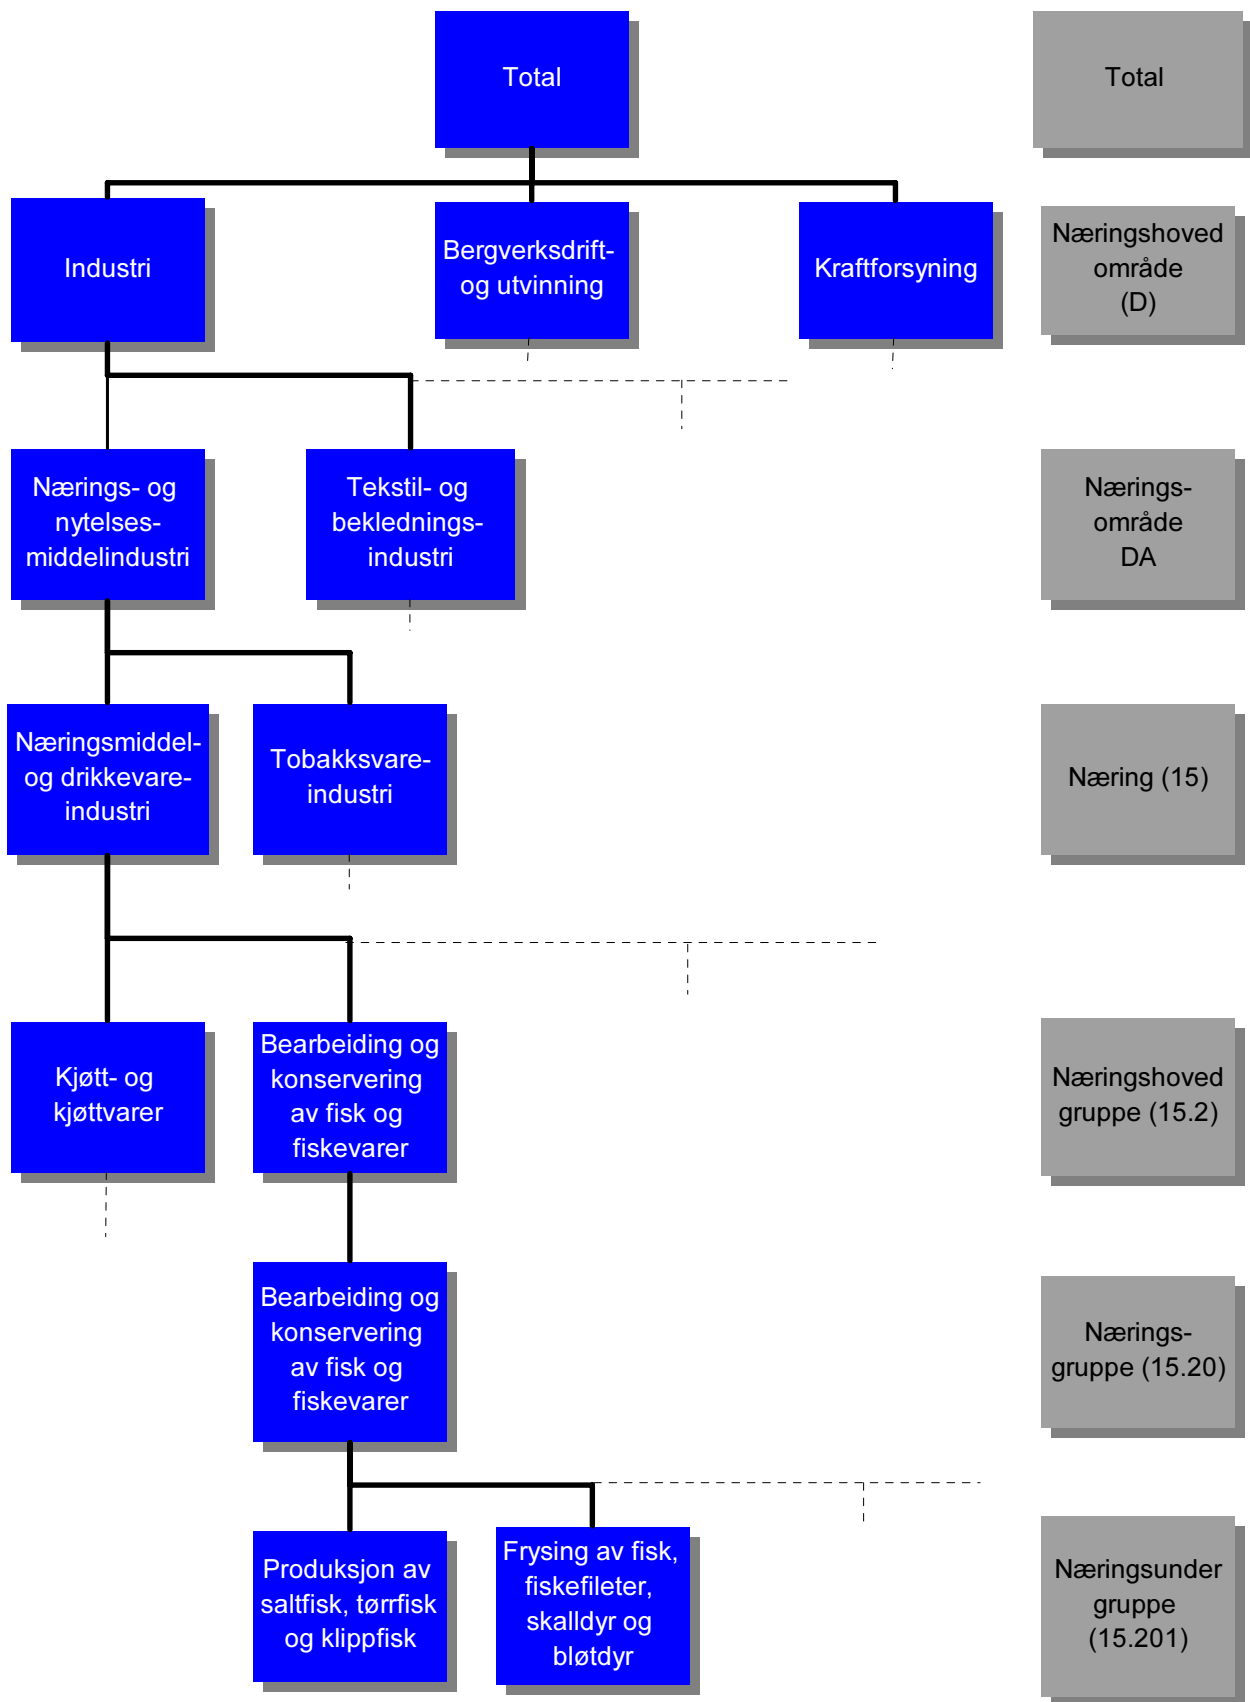 Total
Total
Industri
Bergverksdrift-
og utvinning
Kraftforsyning
Næringshoved
område
(D)
Nærings- og
nytelses-
middelindustri
Tekstil- og
beklednings-
industri
Nærings-
område
DA
Næringsmiddel-
og drikkevare-
industri
Tobakksvare-
industri
Næring (15)
Kjøtt- og
kjøttvarer
Bearbeiding og
konservering
av fisk og
fiskevarer
Næringshoved
gruppe (15.2)
Bearbeiding og
konservering
av fisk og
fiskevarer
Nærings-
gruppe (15.20)
Produksjon av
saltfisk, tørrfisk
og klippfisk
Frysing av fisk,
fiskefileter,
skalldyr og
bløtdyr
Næringsunder
gruppe
(15.201)